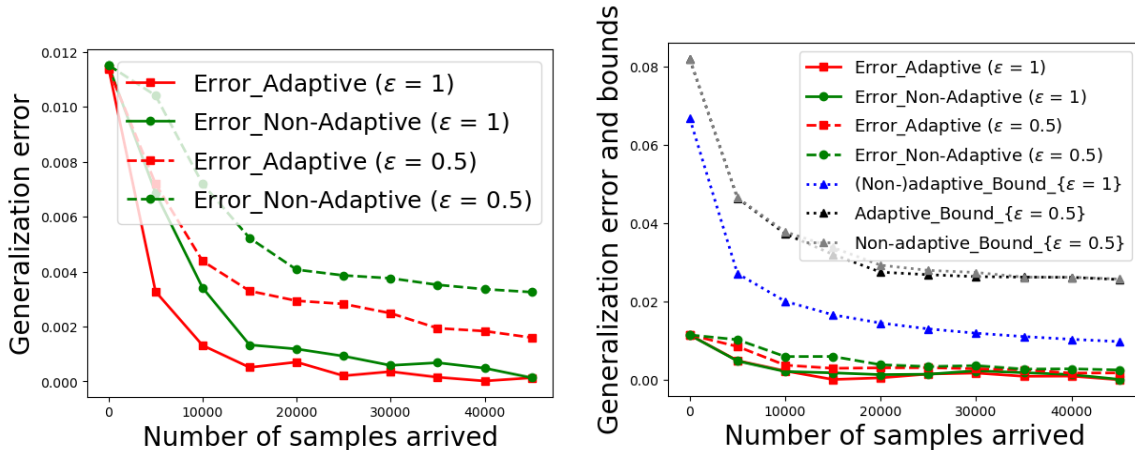 Generalization error
0.012
0.010
0.008
0.006
0.004
0.002
0.000
Error_Adaptive (ε = 1)
Error_Non-Adaptive (ε = 1)
Error_Adaptive (ε = 0.5)
Error_Non-Adaptive (ε = 0.5)
0 10000 20000 30000 40000
Number of samples arrived
Generalization error and bounds
0.08
0.06
0.04
0.02
0.00
Error_Adaptive (ε = 1)
Error_Non-Adaptive (ε = 1)
Error_Adaptive (ε = 0.5)
Error_Non-Adaptive (ε = 0.5)
(Non-)adaptive_Bound_{ε = 1}
Adaptive_Bound_{ε = 0.5}
Non-adaptive_Bound_{ε = 0.5}
0 10000 20000 30000 40000
Number of samples arrived